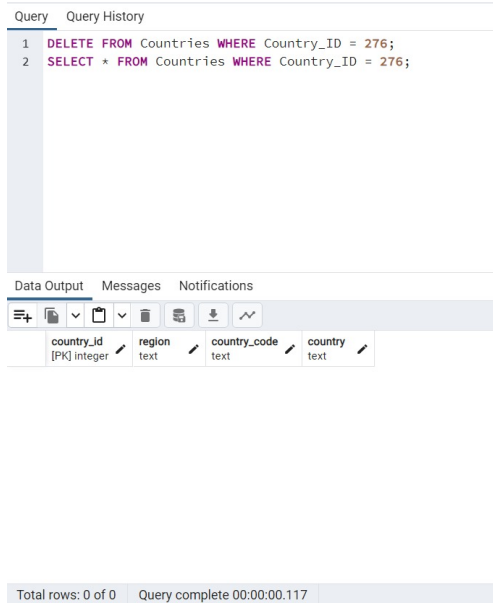 Query Query History
1 DELETE FROM Countries WHERE Country_ID = 276;
2 SELECT * FROM Countries WHERE Country_ID = 276;
Data Output Messages Notifications
country_id region country_code country
[PK] integer text text text
Total rows: 0 of 0 Query complete 00:00:00.117